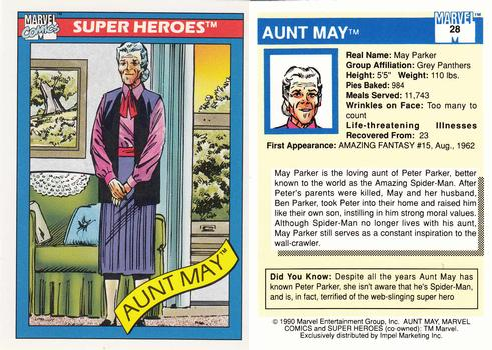 MARVEL
COMICS
SUPER HEROES™
AUNT MAY™
AUNT MAY™
MARVEL™
28
Real Name: May Parker
Group Affiliation: Grey Panthers
Height: 5'5" Weight: 110 lbs.
Pies Baked: 984
Meals Served: 11,743
Wrinkles on Face: Too many to
count
Life-threatening Illnesses
Recovered From: 23
First Appearance: AMAZING FANTASY #15, Aug., 1962
May Parker is the loving aunt of Peter Parker, better
known to the world as the Amazing Spider-Man. After
Peter's parents were killed, May and her husband,
Ben Parker, took Peter into their home and raised him
like their own son, instilling in him strong moral values.
Although Spider-Man no longer lives with his aunt,
May Parker still serves as a constant inspiration to the
wall-crawler.
Did You Know: Despite all the years Aunt May has
known Peter Parker, she isn't aware that he's Spider-Man,
and is, in fact, terrified of the web-slinging super hero
© 1990 Marvel Entertainment Group, Inc. AUNT MAY, MARVEL
COMICS and SUPER HEROES (co-owned): TM Marvel.
Exclusively distributed by Impel Marketing Inc.